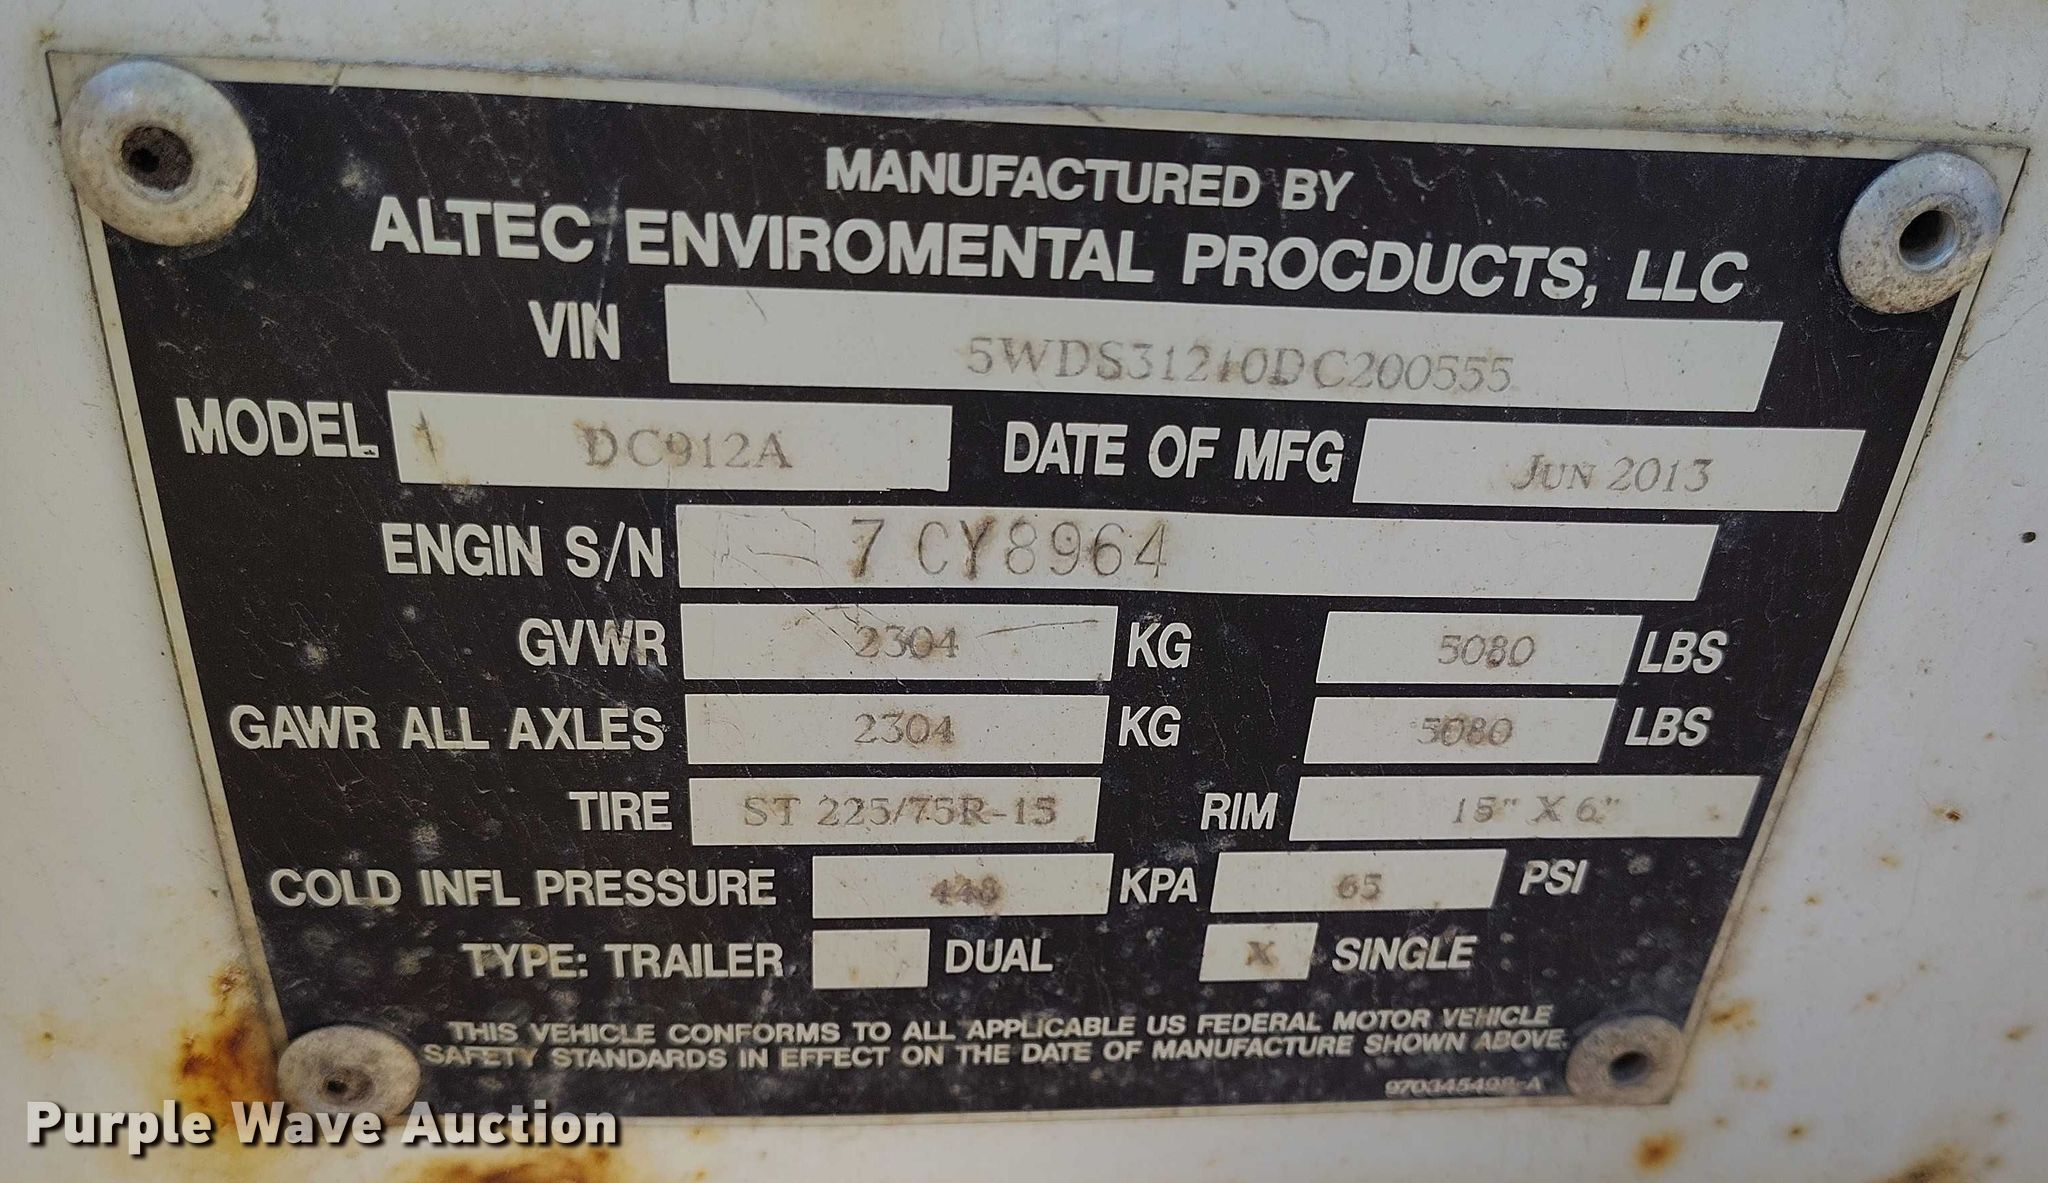 MANUFACTURED BY
ALTEC ENVIROMENTAL PROCDUCTS, LLC
VIN 5WDS31210DC200555
MODEL DC912A DATE OF MFG JUN 2013
ENGIN S/N 7 CY8964
GVWR 2304 KG 5080 LBS
GAWR ALL AXLES 2304 KG 5080 LBS
TIRE ST 225/75R-15 RIM 15" X 6"
COLD INFL PRESSURE 448 KPA 65 PSI
TYPE: TRAILER DUAL X SINGLE
THIS VEHICLE CONFORMS TO ALL APPLICABLE US FEDERAL MOTOR VEHICLE
SAFETY STANDARDS IN EFFECT ON THE DATE OF MANUFACTURE SHOWN ABOVE.
970345498-A
Purple Wave Auction